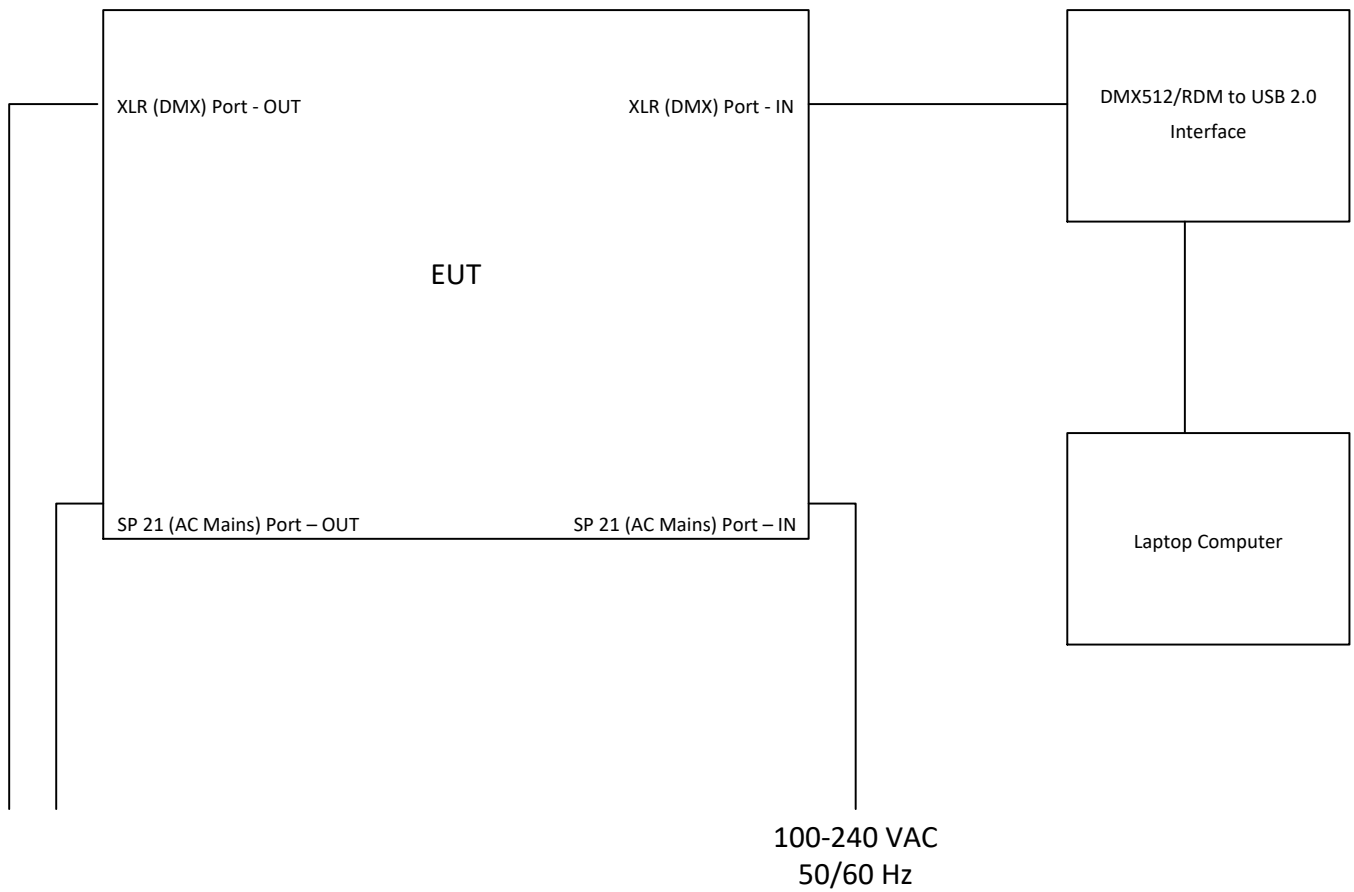 XLR (DMX) Port - OUT
XLR (DMX) Port - IN
DMX512/RDM to USB 2.0
Interface
EUT
SP 21 (AC Mains) Port – OUT
SP 21 (AC Mains) Port – IN
Laptop Computer
100-240 VAC
50/60 Hz